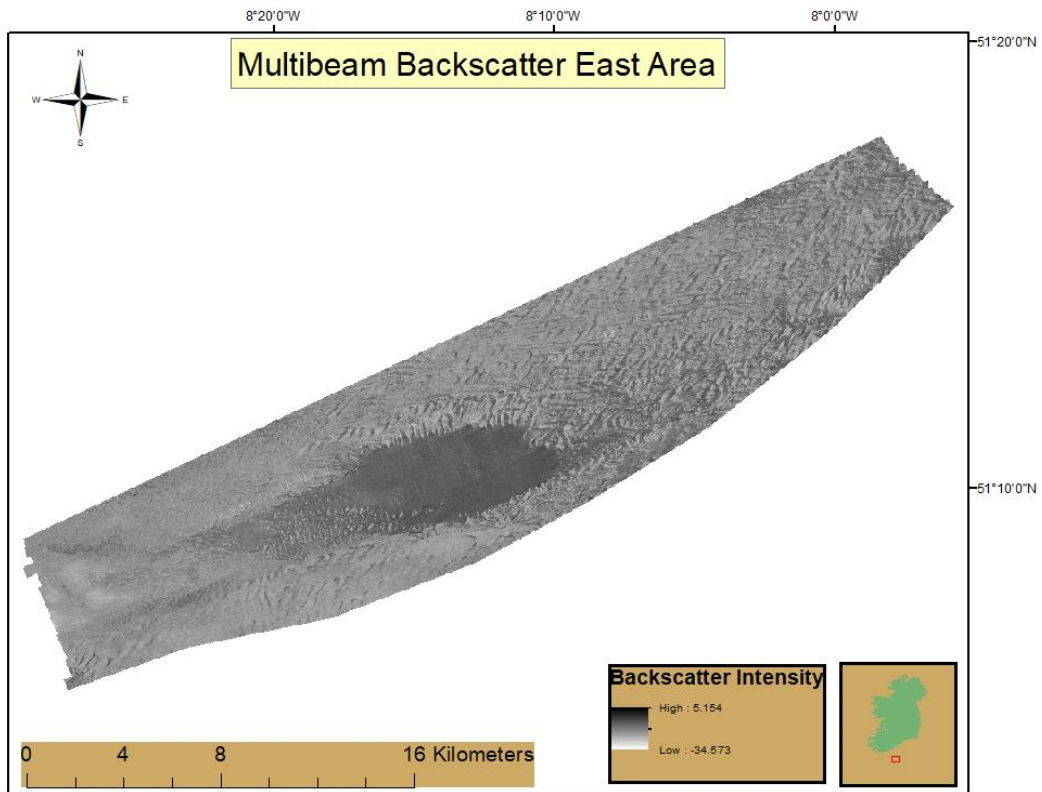 8°20'0"W 8°10'0"W 8°0'0"W
51°20'0"N
Multibeam Backscatter East Area
N
W E
S
51°10'0"N
Backscatter Intensity
High : 5.154
Low : -34.573
0 4 8 16 Kilometers